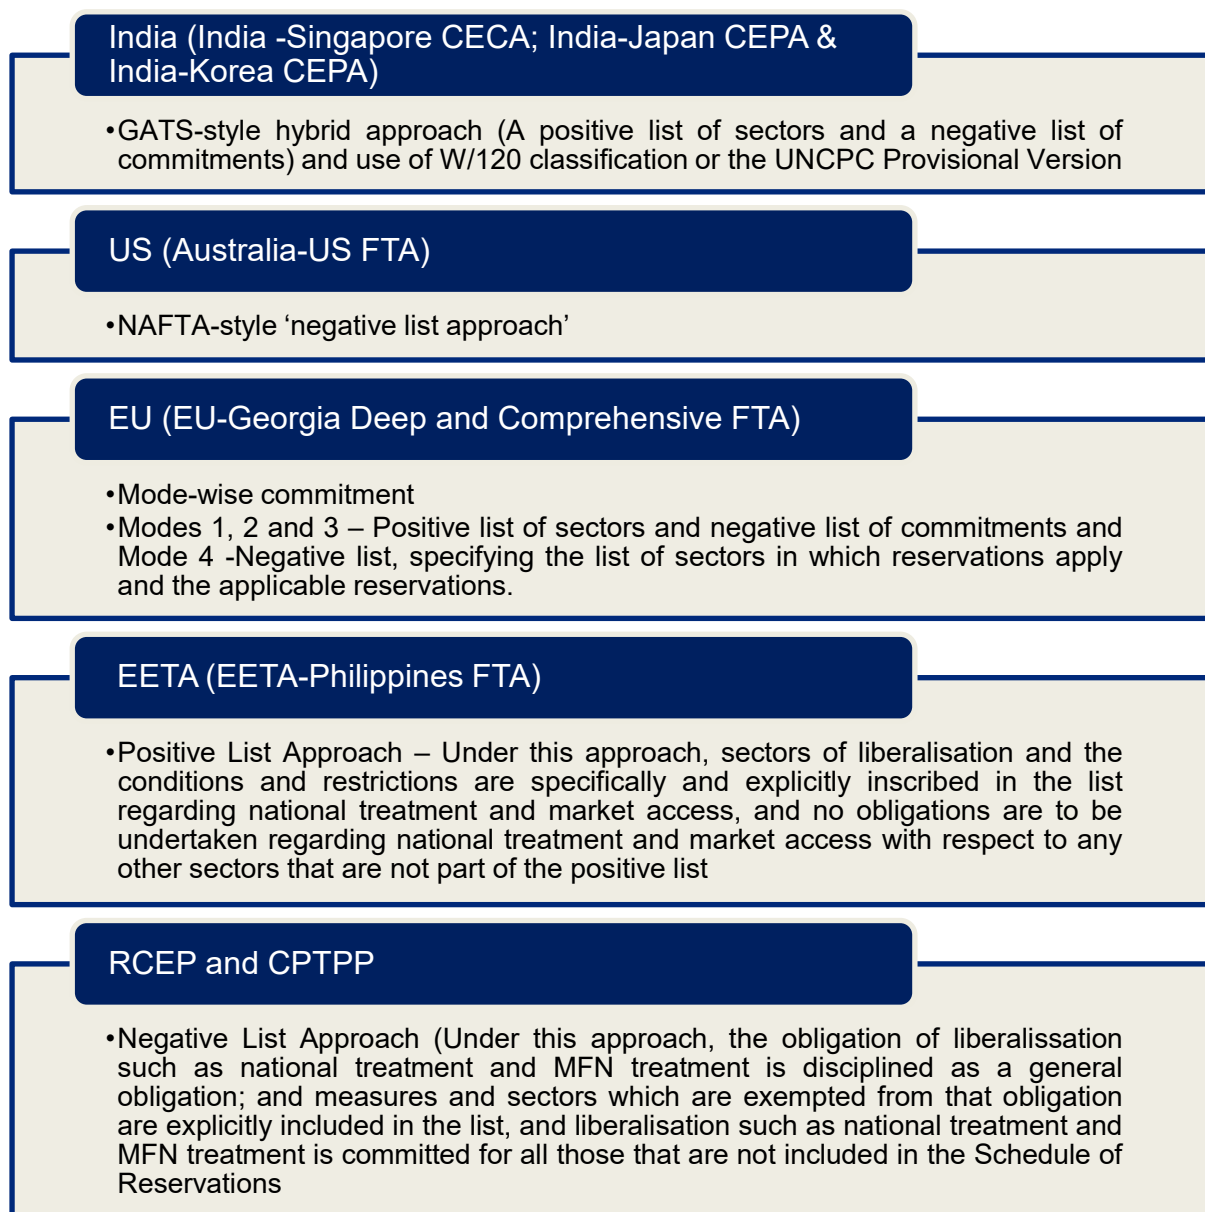 India (India -Singapore CECA; India-Japan CEPA &
India-Korea CEPA)
•GATS-style hybrid approach (A positive list of sectors and a negative list of
commitments) and use of W/120 classification or the UNCPC Provisional Version
US (Australia-US FTA)
•NAFTA-style ‘negative list approach’
EU (EU-Georgia Deep and Comprehensive FTA)
•Mode-wise commitment
•Modes 1, 2 and 3 – Positive list of sectors and negative list of commitments and
Mode 4 -Negative list, specifying the list of sectors in which reservations apply
and the applicable reservations.
EETA (EETA-Philippines FTA)
•Positive List Approach – Under this approach, sectors of liberalisation and the
conditions and restrictions are specifically and explicitly inscribed in the list
regarding national treatment and market access, and no obligations are to be
undertaken regarding national treatment and market access with respect to any
other sectors that are not part of the positive list
RCEP and CPTPP
•Negative List Approach (Under this approach, the obligation of liberalissation
such as national treatment and MFN treatment is disciplined as a general
obligation; and measures and sectors which are exempted from that obligation
are explicitly included in the list, and liberalisation such as national treatment and
MFN treatment is committed for all those that are not included in the Schedule of
Reservations